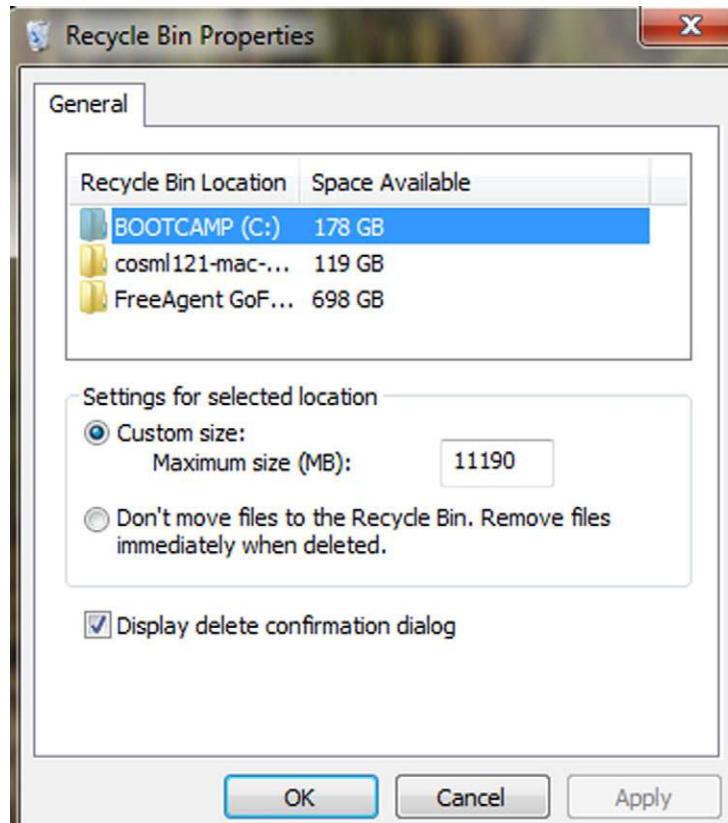 Recycle Bin Properties
General
Recycle Bin Location Space Available
BOOTCAMP (C:) 178 GB
cosml121-mac-... 119 GB
FreeAgent GoF... 698 GB
Settings for selected location
Custom size:
Maximum size (MB): 11190
Don't move files to the Recycle Bin. Remove files
immediately when deleted.
Display delete confirmation dialog
OK Cancel Apply